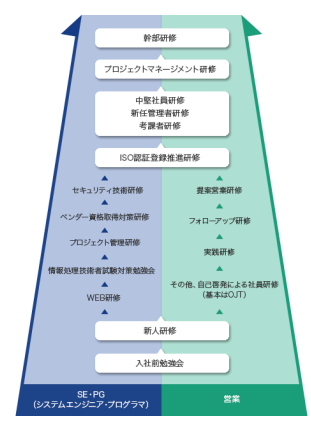 幹部研修
プロジェクトマネージメント研修
中堅社員研修
新任管理者研修
考課者研修
ISO認証登録推進研修
セキュリティ技術研修
ベンダー資格取得対策研修
プロジェクト管理研修
情報処理技術者試験対策勉強会
WEB研修
提案営業研修
フォローアップ研修
実践研修
その他、自己啓発による社員研修
(基本はOJT)
新人研修
入社前勉強会
SE・PG
(システムエンジニア・プログラマ)
営業